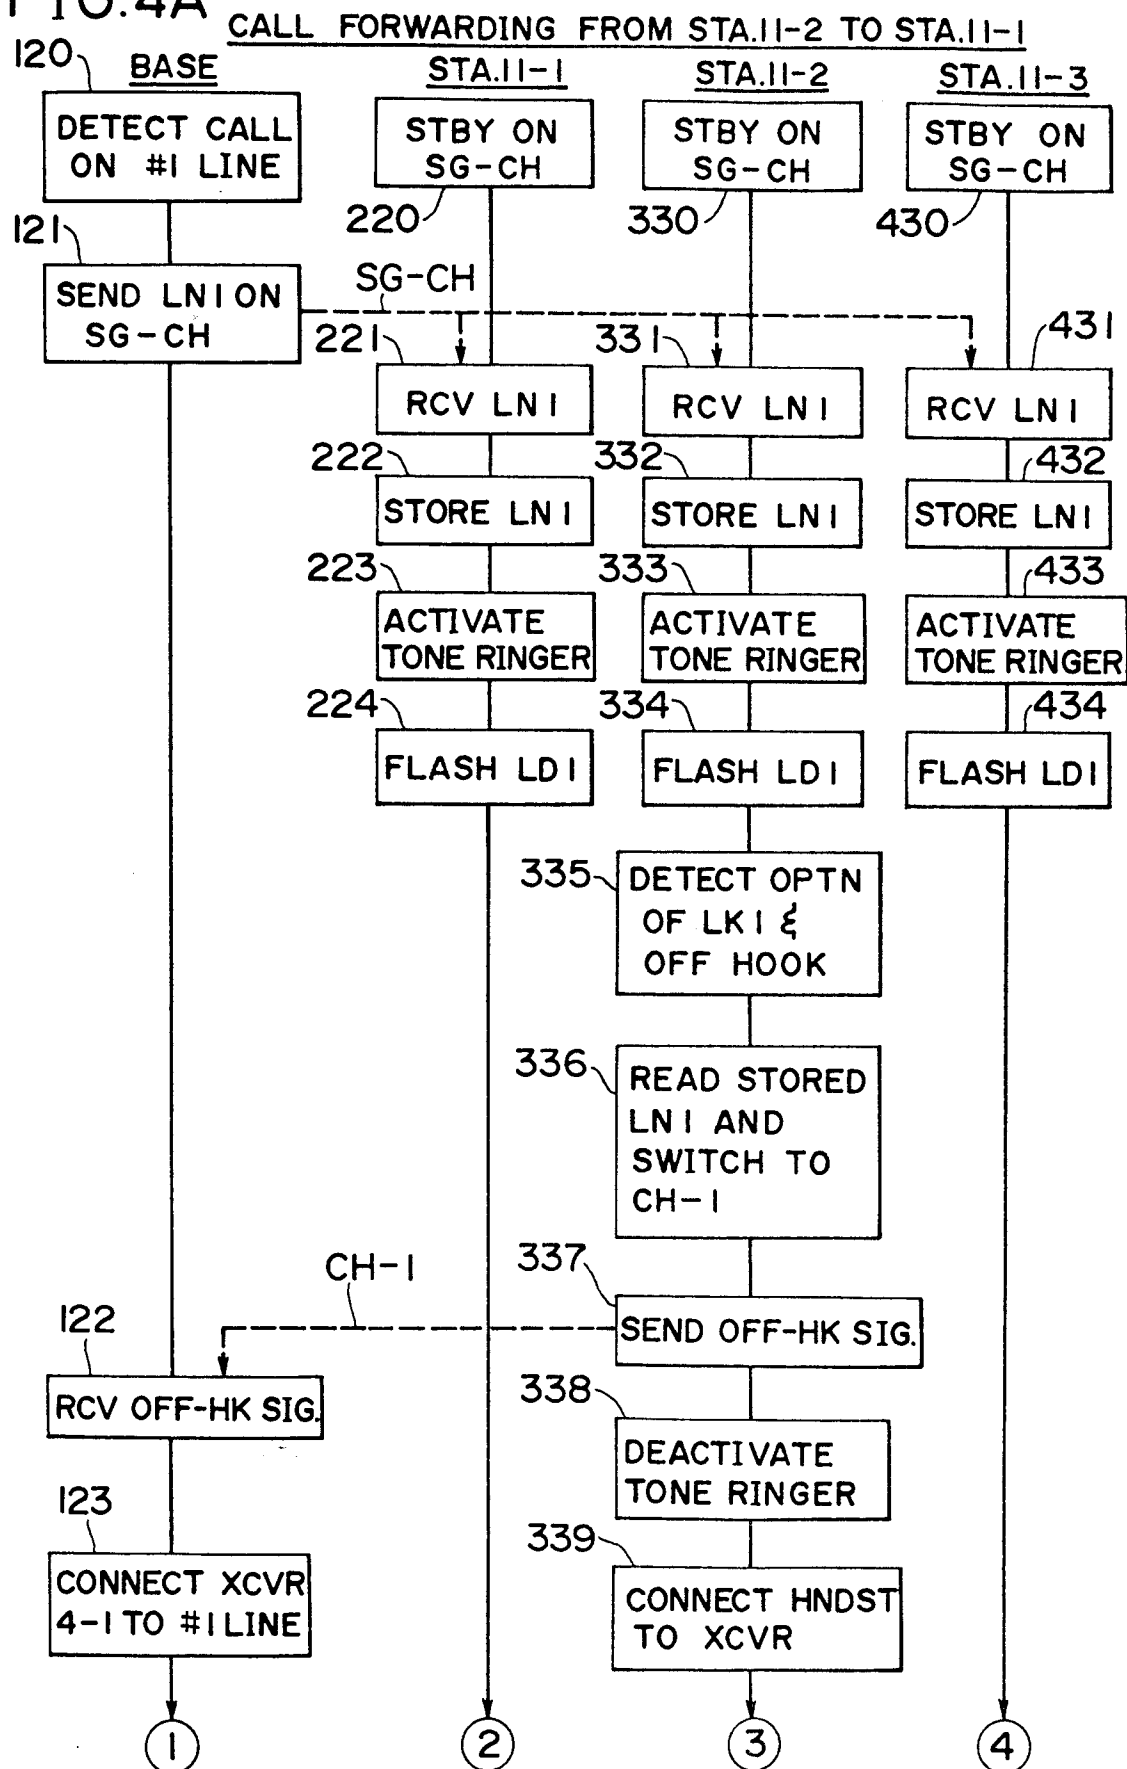 FIG.4A
CALL FORWARDING FROM STA.11-2 TO STA.11-1
120
BASE
STA.11-1
STA.11-2
STA.11-3
DETECT CALL
ON #1 LINE
STBY ON
SG-CH
STBY ON
SG-CH
STBY ON
SG-CH
220
330
430
121
SEND LN1 ON
SG-CH
SG-CH
221
331
431
RCV LN1
RCV LN1
RCV LN1
222
332
432
STORE LN1
STORE LN1
STORE LN1
223
333
433
ACTIVATE
TONE RINGER
ACTIVATE
TONE RINGER
ACTIVATE
TONE RINGER
224
334
434
FLASH LD1
FLASH LD1
FLASH LD1
335
DETECT OPTN
OF LK1 &
OFF HOOK
336
READ STORED
LN1 AND
SWITCH TO
CH-1
337
CH-1
SEND OFF-HK SIG.
122
RCV OFF-HK SIG.
338
DEACTIVATE
TONE RINGER
123
CONNECT XCVR
4-1 TO #1 LINE
339
CONNECT HNDST
TO XCVR
1
2
3
4